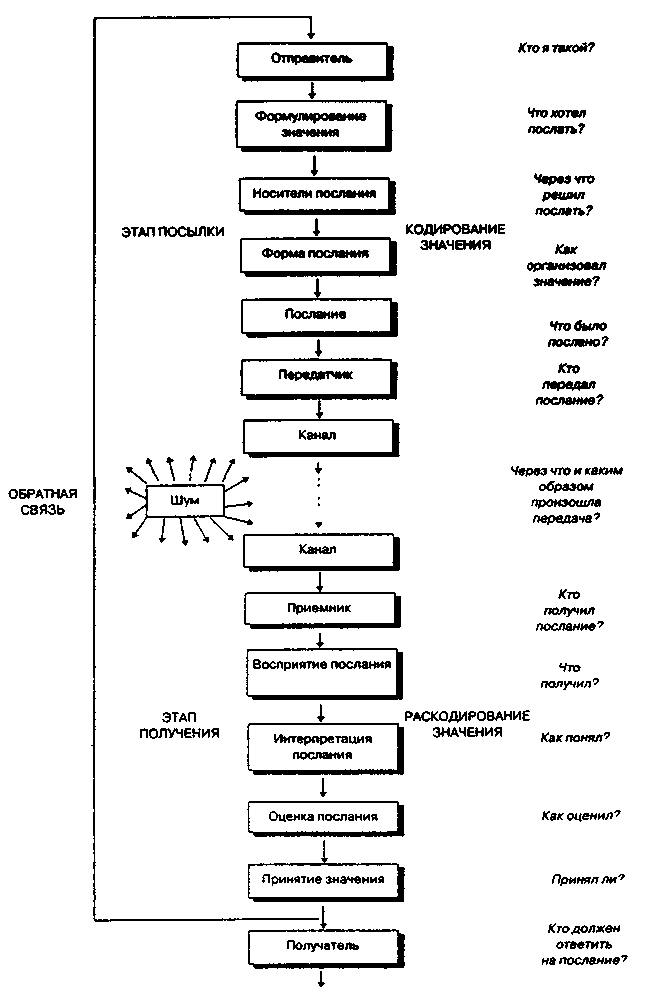 Отправитель
Кто я такой?
Формулирование
значения
Что хотел
послать?
Носители послания
Через что
решил
послать?
ЭТАП ПОСЫЛКИ
КОДИРОВАНИЕ
ЗНАЧЕНИЯ
Форма послания
Как
организовал
значение?
Послание
Что было
послано?
Передатчик
Кто
передал
послание?
Канал
ОБРАТНАЯ
СВЯЗЬ
Шум
Через что и каким
образом
произошла
передача?
Канал
Приемник
Кто
получил
послание?
Восприятие послания
Что
получил?
ЭТАП
ПОЛУЧЕНИЯ
РАСКОДИРОВАНИЕ
ЗНАЧЕНИЯ
Интерпретация
послания
Как понял?
Оценка послания
Как оценил?
Принятие значения
Принял ли?
Получатель
Кто должен
ответить
на послание?